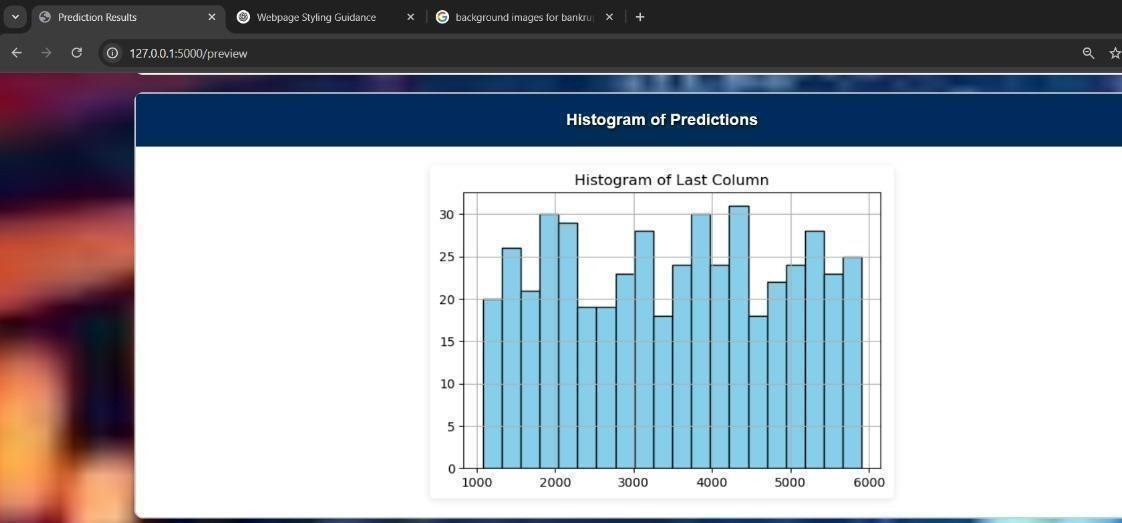 Prediction Results
Webpage Styling Guidance
background images for bankru
127.0.0.1:5000/preview
Histogram of Predictions
Histogram of Last Column
30
25
20
15
10
5
0
1000 2000 3000 4000 5000 6000